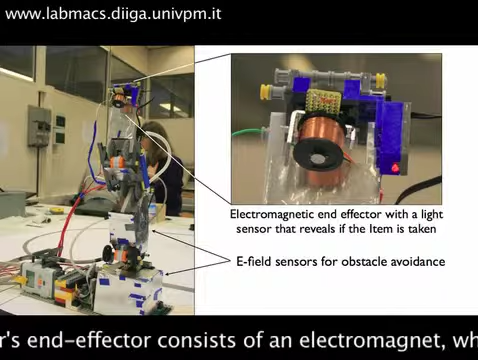 www.labmacs.diiga.univpm.it
Electromagnetic end effector with a light
sensor that reveals if the Item is taken
E-field sensors for obstacle avoidance
r's end-effector consists of an electromagnet, wh